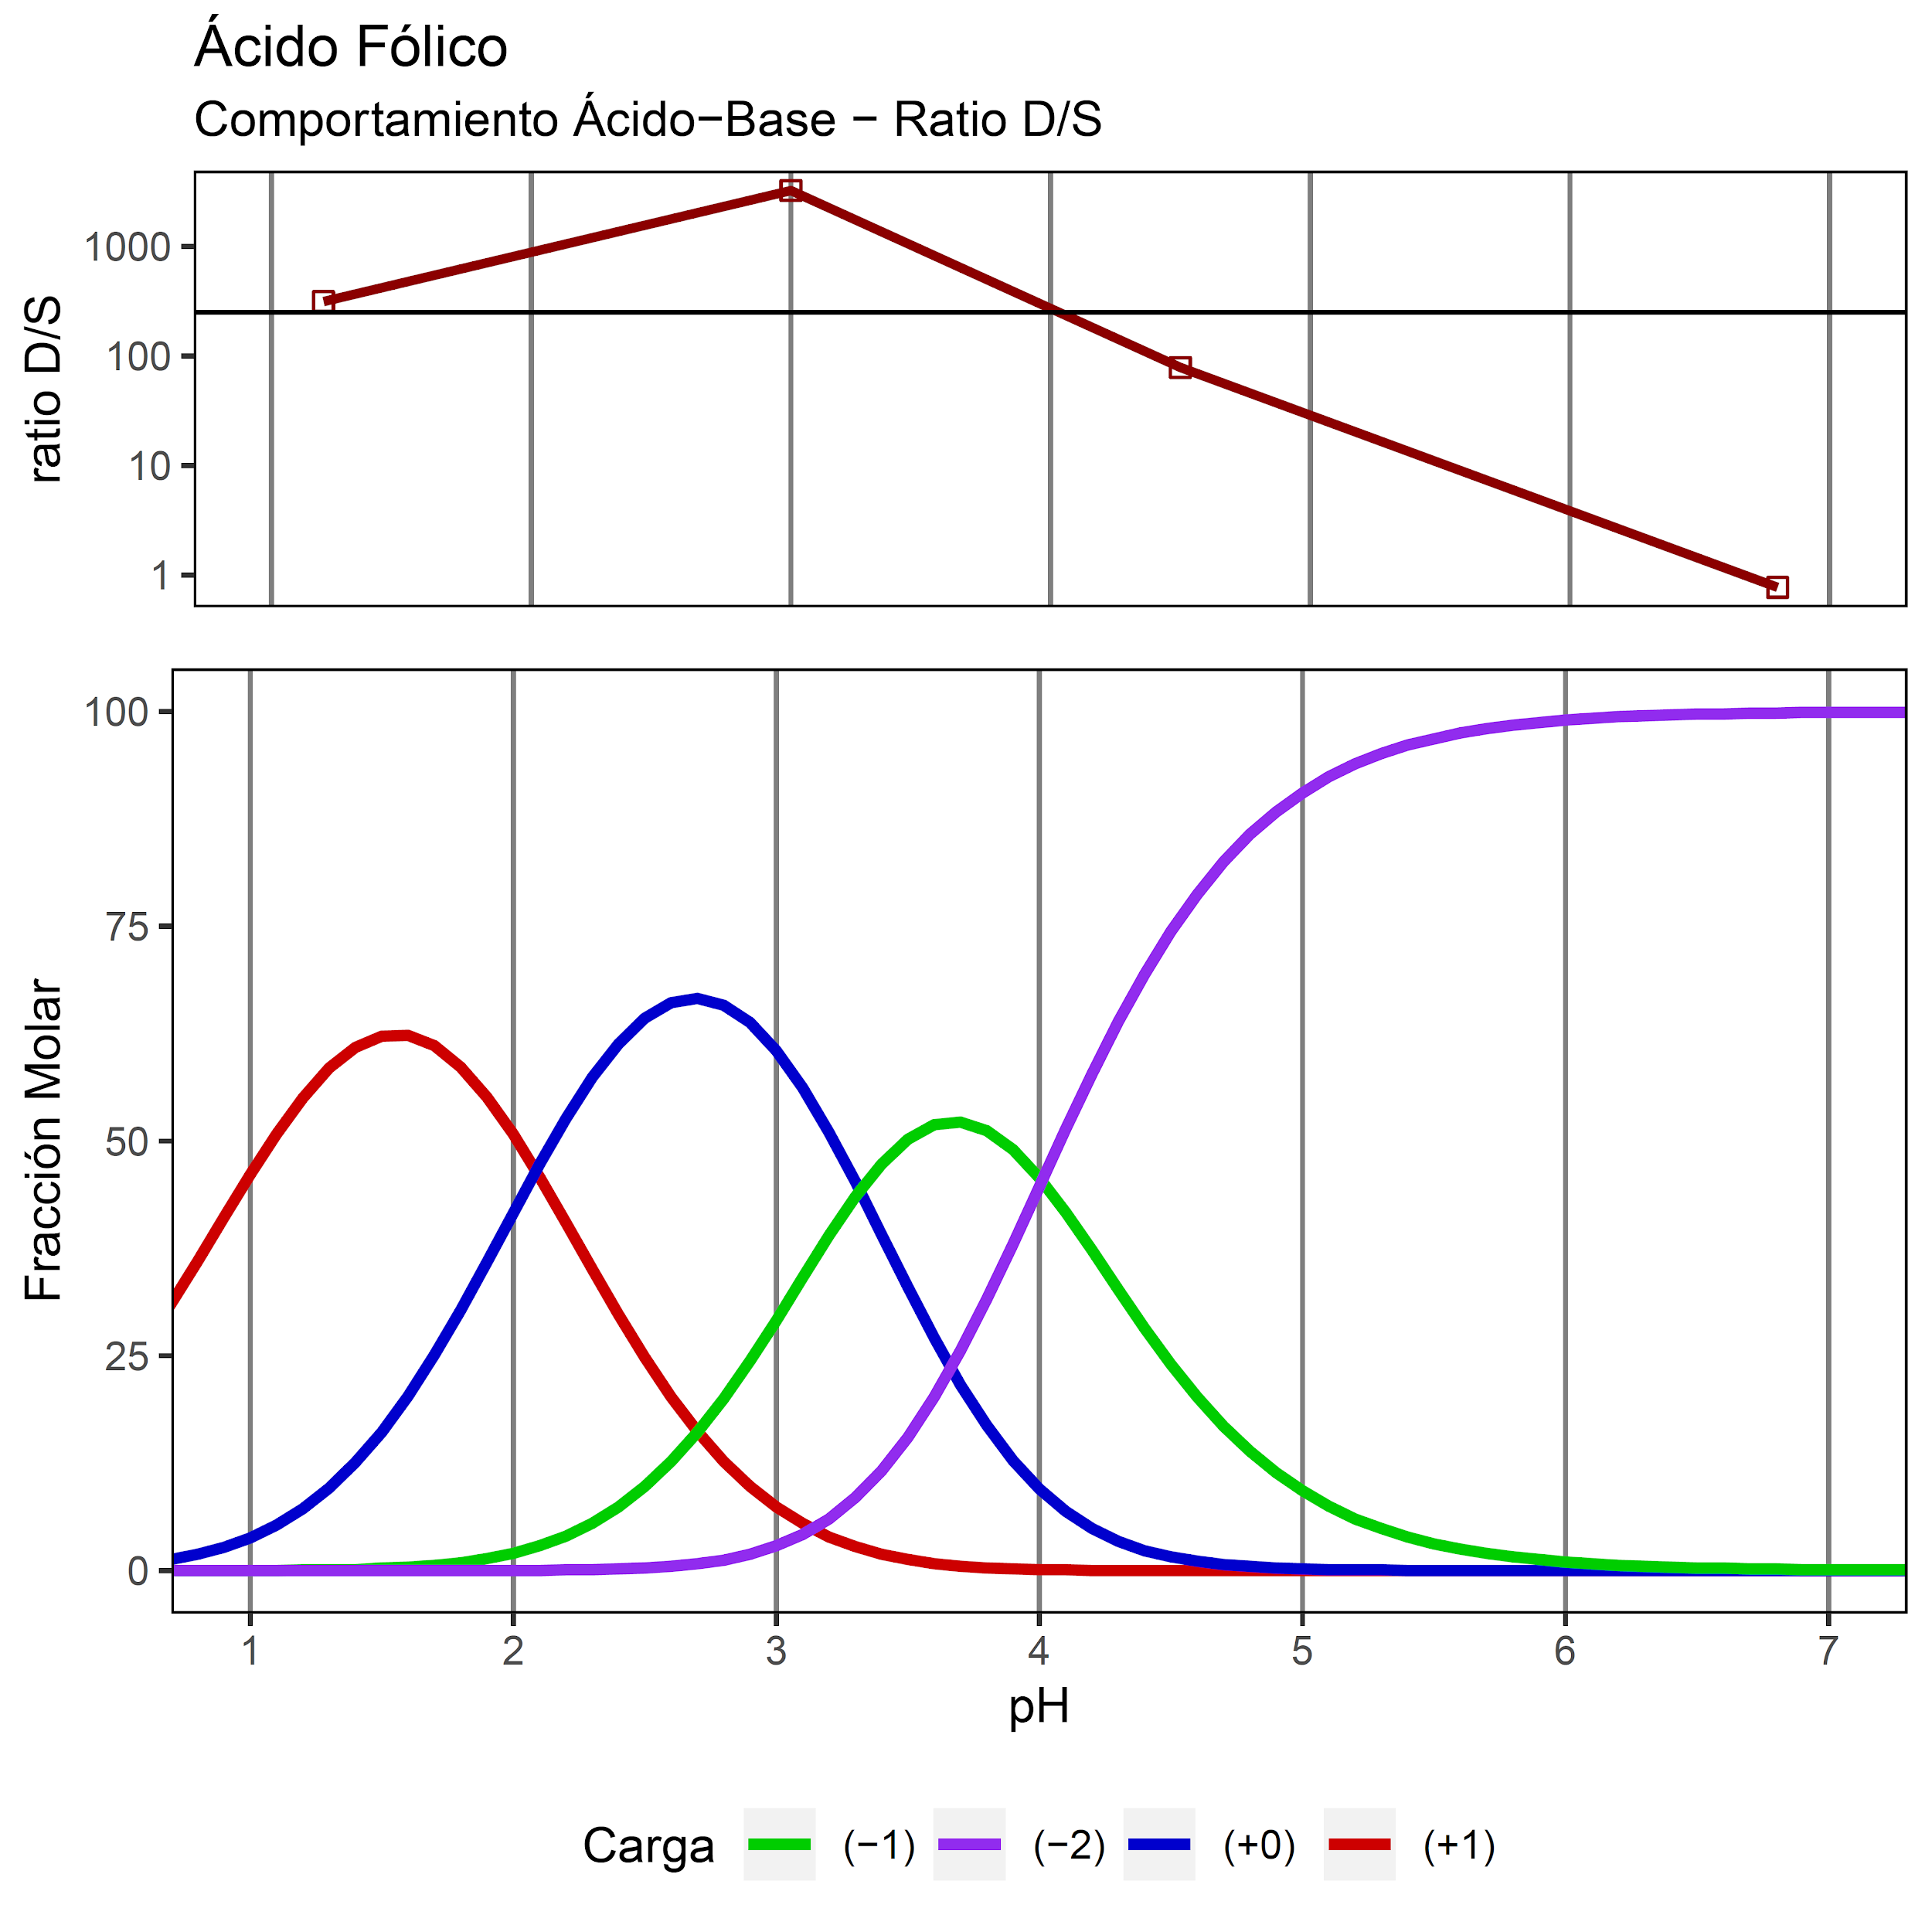 Ácido Fólico
Comportamiento Ácido−Base − Ratio D/S
ratio D/S
1000
100
10
1
Fracción Molar
100
75
50
25
0
1 2 3 4 5 6 7
pH
Carga (−1) (−2) (+0) (+1)